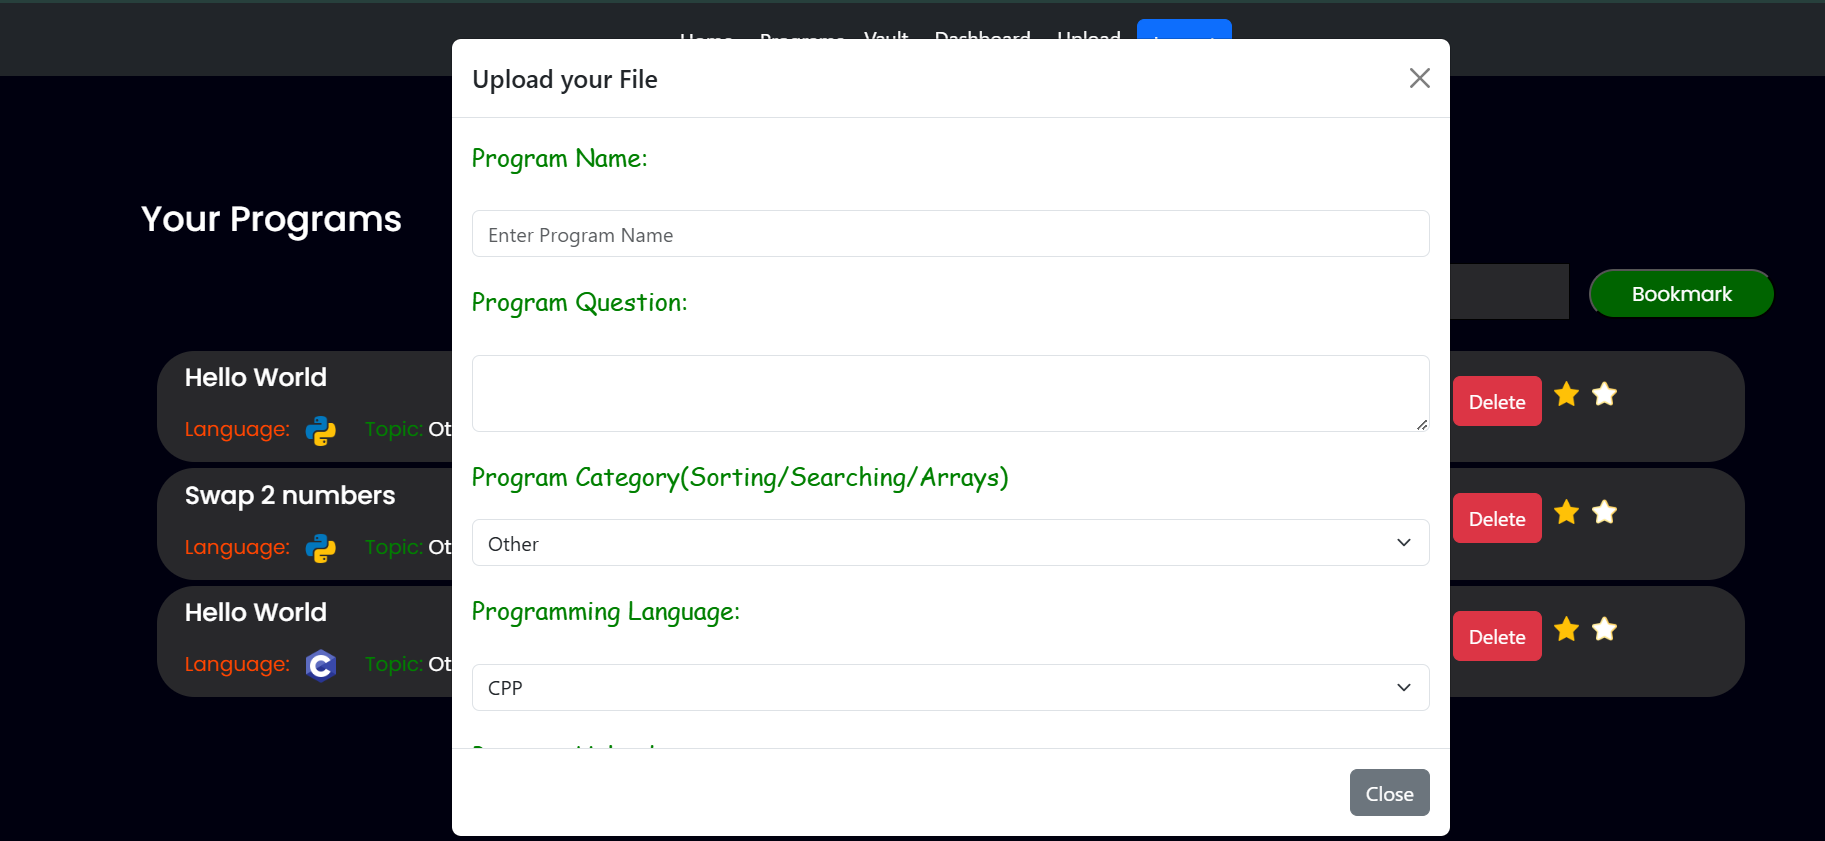 Home Programs Vault Dashboard Upload
Upload your File
Program Name:
Your Programs
Enter Program Name
Program Question:
Bookmark
Hello World
Language: Topic: Ot
Delete
Program Category(Sorting/Searching/Arrays)
Swap 2 numbers
Language: Topic: Ot
Other
Delete
Hello World
Programming Language:
Language: C Topic: Ot
Delete
CPP
Close